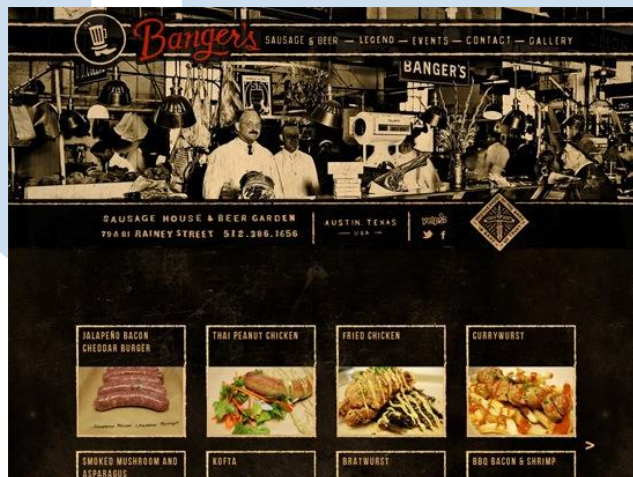 Banger's SAUSAGE & BEER — LEGEND — EVENTS — CONTACT — GALLERY
BANGER'S
26
SAUSAGE HOUSE & BEER GARDEN
79&81 RAINEY STREET 512.386.1656
AUSTIN, TEXAS
— USA —
JALAPEÑO BACON
CHEDDAR BURGER
THAI PEANUT CHICKEN
FRIED CHICKEN
CURRYWURST
>
SMOKED MUSHROOM AND
ASPARAGUS
KOFTA
BRATWURST
BBQ BACON & SHRIMP